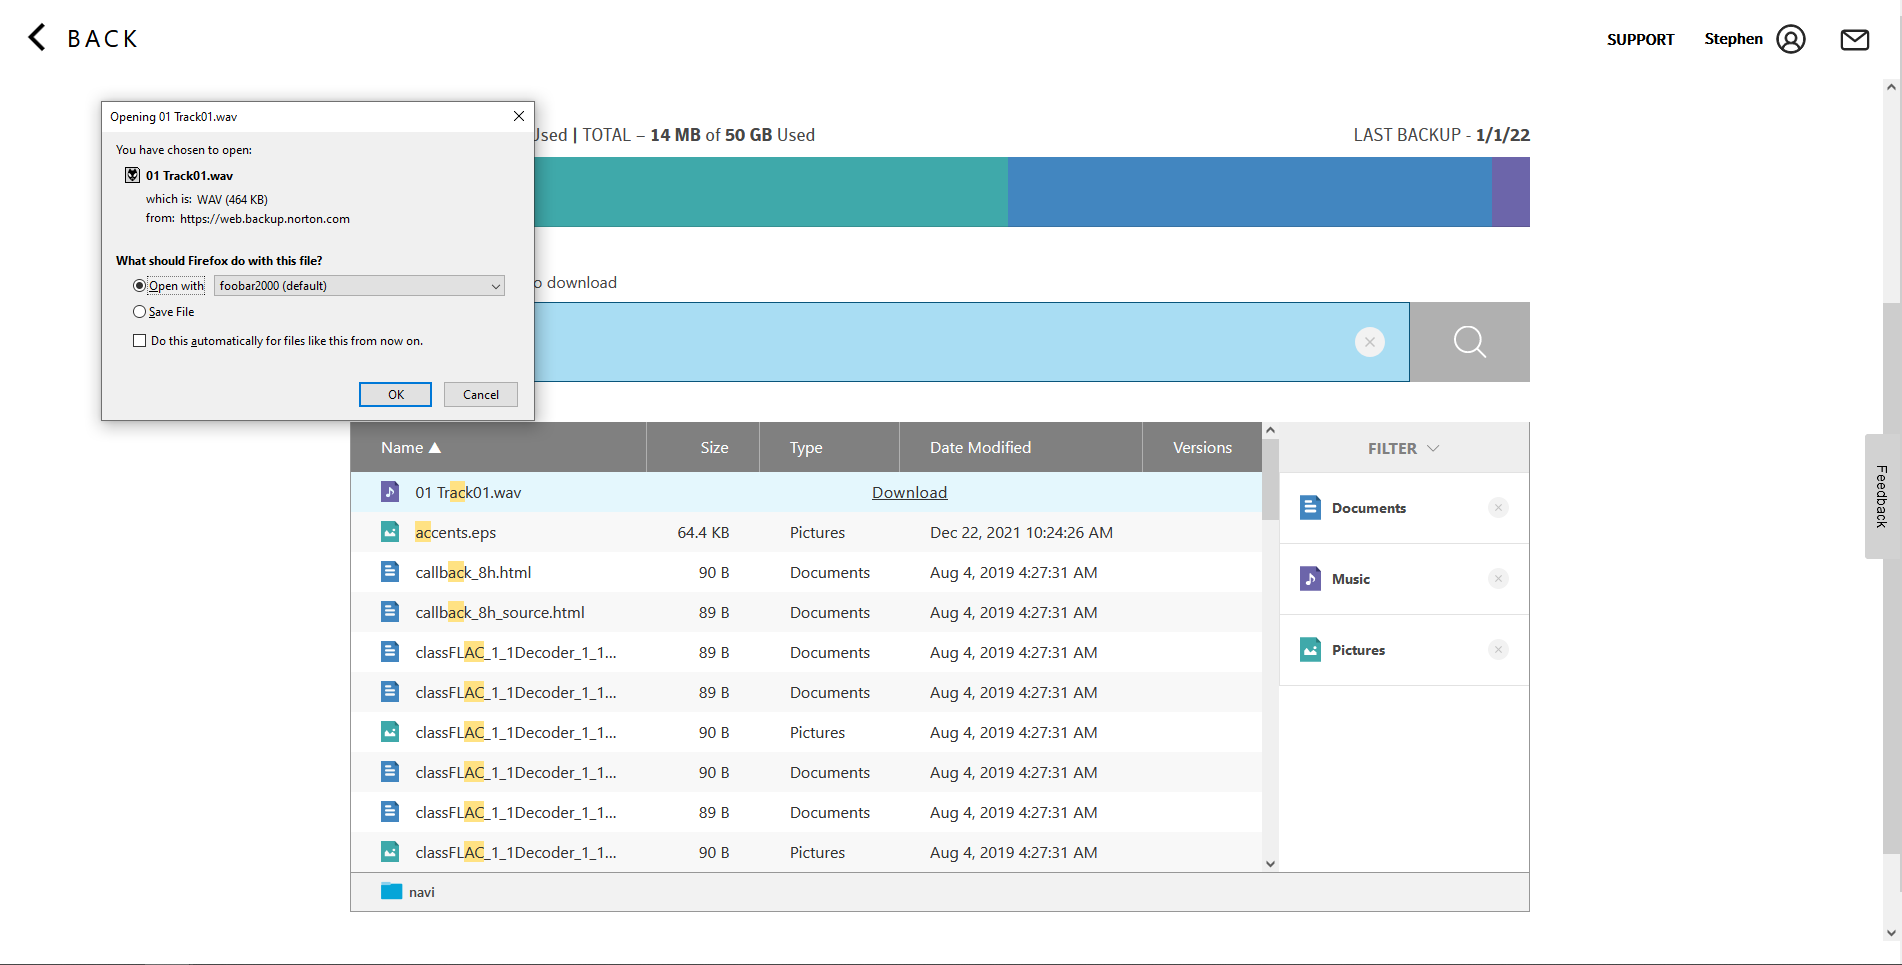 BACK
SUPPORT
Stephen
Opening 01 Track01.wav
You have chosen to open:
01 Track01.wav
which is: WAV (464 KB)
from: https://web.backup.norton.com
What should Firefox do with this file?
Open with
foobar2000 (default)
Save File
Do this automatically for files like this from now on.
OK
Cancel
Used | TOTAL – 14 MB of 50 GB Used
LAST BACKUP - 1/1/22
o download
Name Size Type Date Modified Versions
01 Track01.wav Download
accents.eps 64.4 KB Pictures Dec 22, 2021 10:24:26 AM
callback_8h.html 90 B Documents Aug 4, 2019 4:27:31 AM
callback_8h_source.html 89 B Documents Aug 4, 2019 4:27:31 AM
classFLAC_1_1Decoder_1_1... 89 B Documents Aug 4, 2019 4:27:31 AM
classFLAC_1_1Decoder_1_1... 89 B Documents Aug 4, 2019 4:27:31 AM
classFLAC_1_1Decoder_1_1... 90 B Pictures Aug 4, 2019 4:27:31 AM
classFLAC_1_1Decoder_1_1... 90 B Documents Aug 4, 2019 4:27:31 AM
classFLAC_1_1Decoder_1_1... 89 B Documents Aug 4, 2019 4:27:31 AM
classFLAC_1_1Decoder_1_1... 90 B Pictures Aug 4, 2019 4:27:31 AM
navi
FILTER
Documents
Music
Pictures
Feedback